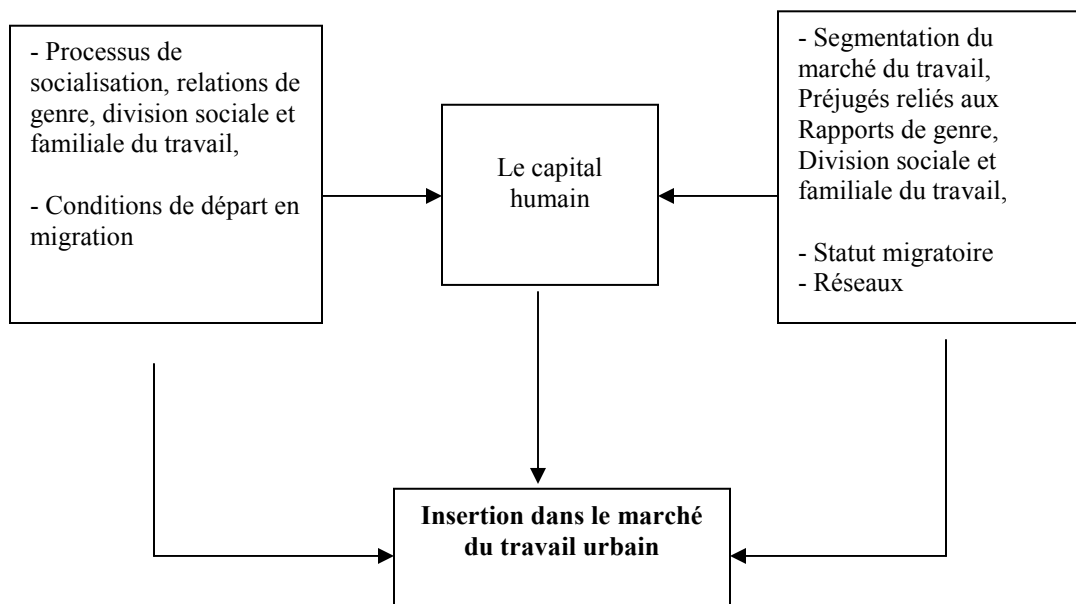 - Processus de
socialisation, relations de
genre, division sociale et
familiale du travail,
- Conditions de départ en
migration
Le capital
humain
- Segmentation du
marché du travail,
Préjugés reliés aux
Rapports de genre,
Division sociale et
familiale du travail,
- Statut migratoire
- Réseaux
Insertion dans le marché
du travail urbain